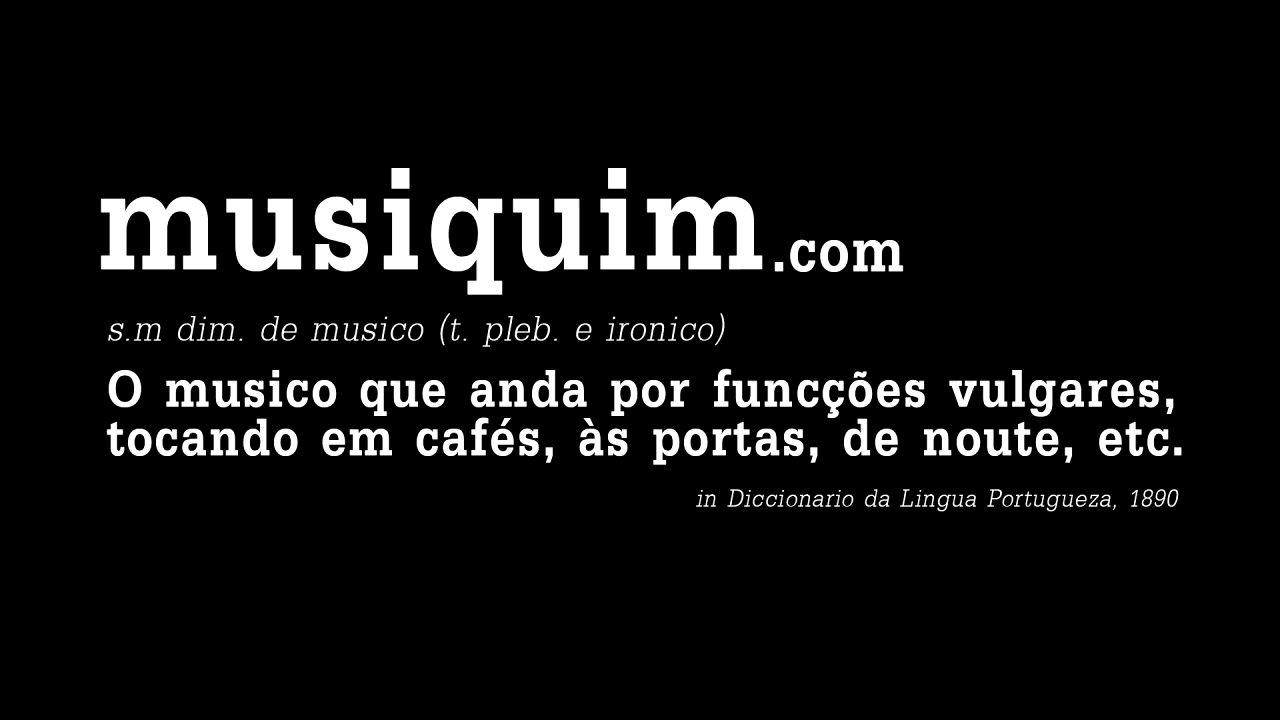 musiquim.com
s.m dim. de musico (t. pleb. e ironico)
O musico que anda por funcções vulgares,
tocando em cafés, às portas, de noute, etc.
in Diccionario da Lingua Portugueza, 1890